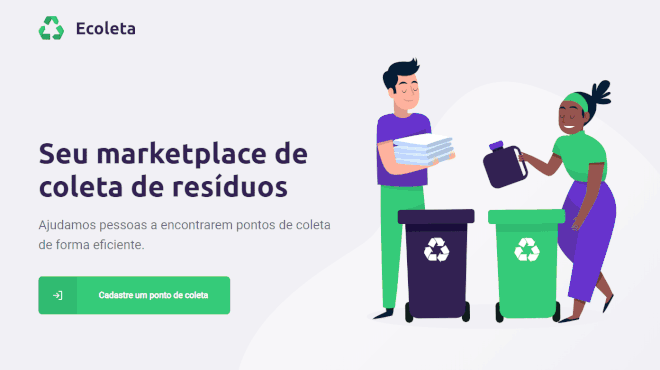 Ecoleta
Seu marketplace de
coleta de resíduos
Ajudamos pessoas a encontrarem pontos de coleta
de forma eficiente.
Cadastre um ponto de coleta